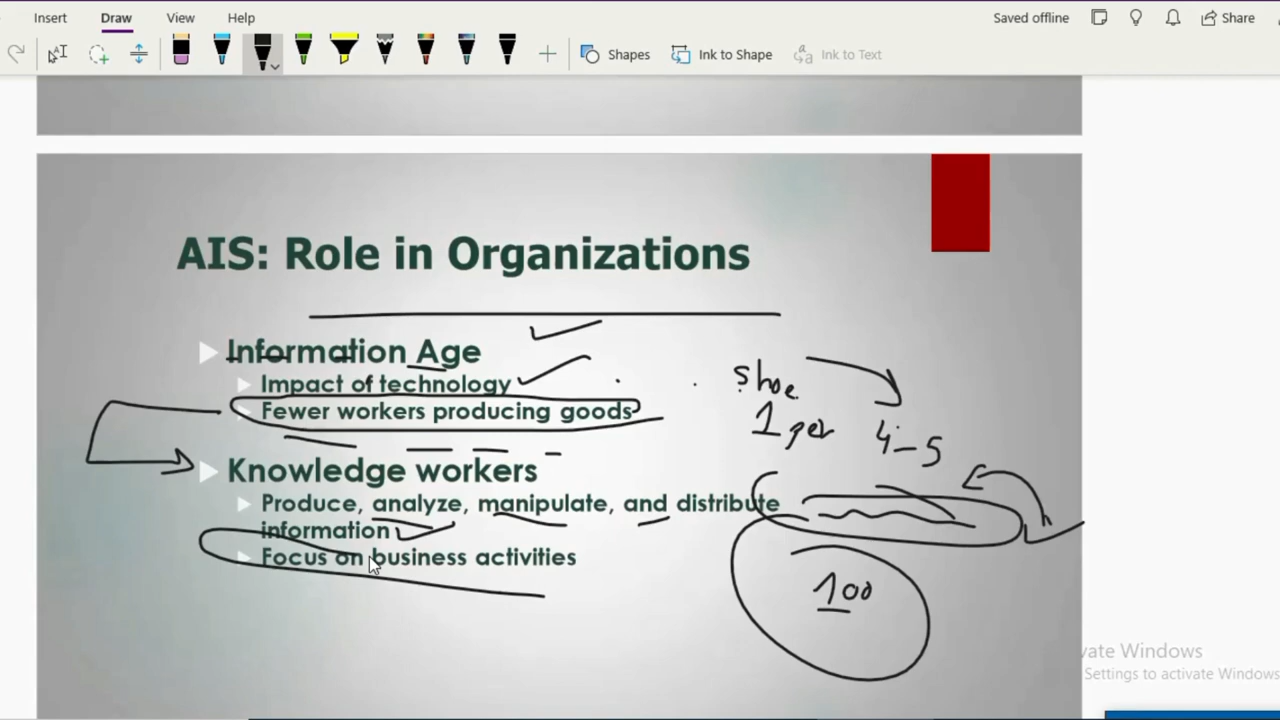 Insert Draw View Help Saved offline Share
Shapes Ink to Shape Ink to Text
AIS: Role in Organizations
Information Age
Impact of technology
Fewer workers producing goods
shoe
1 per 4-5
Knowledge workers
Produce, analyze, manipulate, and distribute
information
Focus on business activities
100
vate Windows
Settings to activate Windows